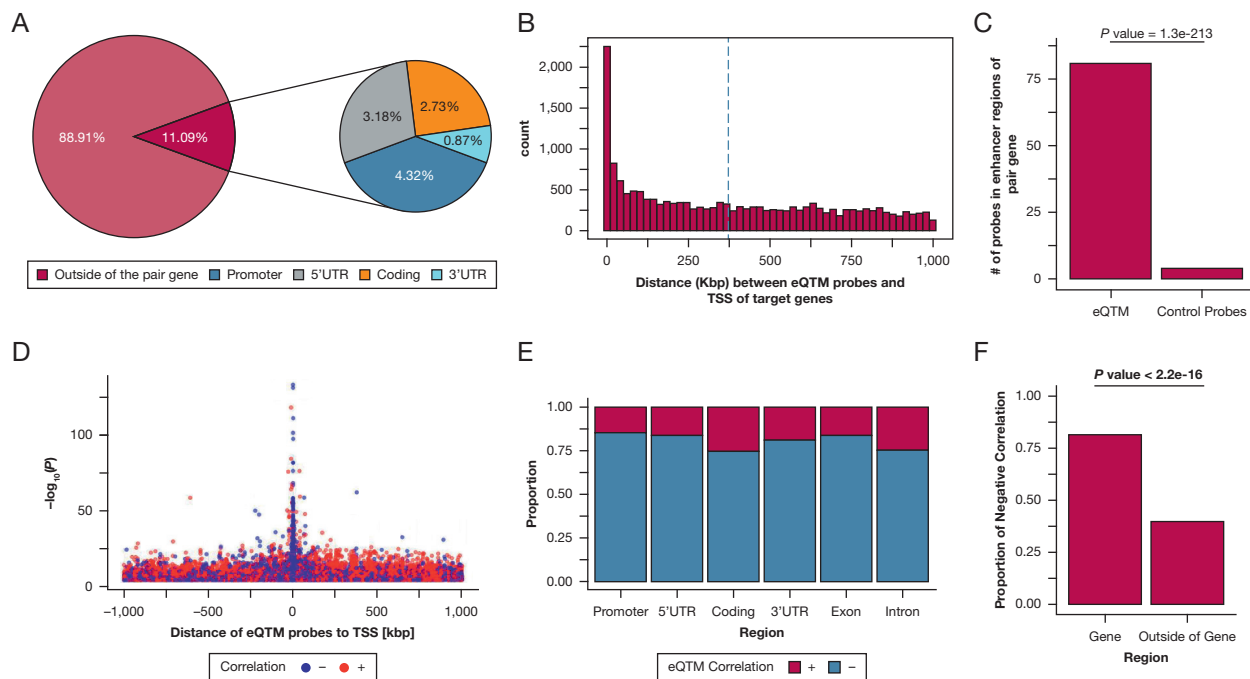 A
88.91%
11.09%
3.18%
2.73%
0.87%
4.32%
Outside of the pair gene
Promoter
5'UTR
Coding
3'UTR
B
count
2,000
1,500
1,000
500
0
0
250
500
750
1,000
Distance (Kbp) between eQTM probes and
TSS of target genes
C
P value = 1.3e-213
# of probes in enhancer regions of
pair gene
75
50
25
0
eQTM
Control Probes
D
-log10(P)
100
50
0
−1,000
−500
0
500
1,000
Distance of eQTM probes to TSS [kbp]
Correlation − +
E
Proportion
1.00
0.75
0.50
0.25
0.00
Promoter
5'UTR
Coding
3'UTR
Exon
Intron
Region
eQTM Correlation + −
F
P value < 2.2e-16
Proportion of Negative Correlation
1.00
0.75
0.50
0.25
0.00
Gene
Outside of Gene
Region